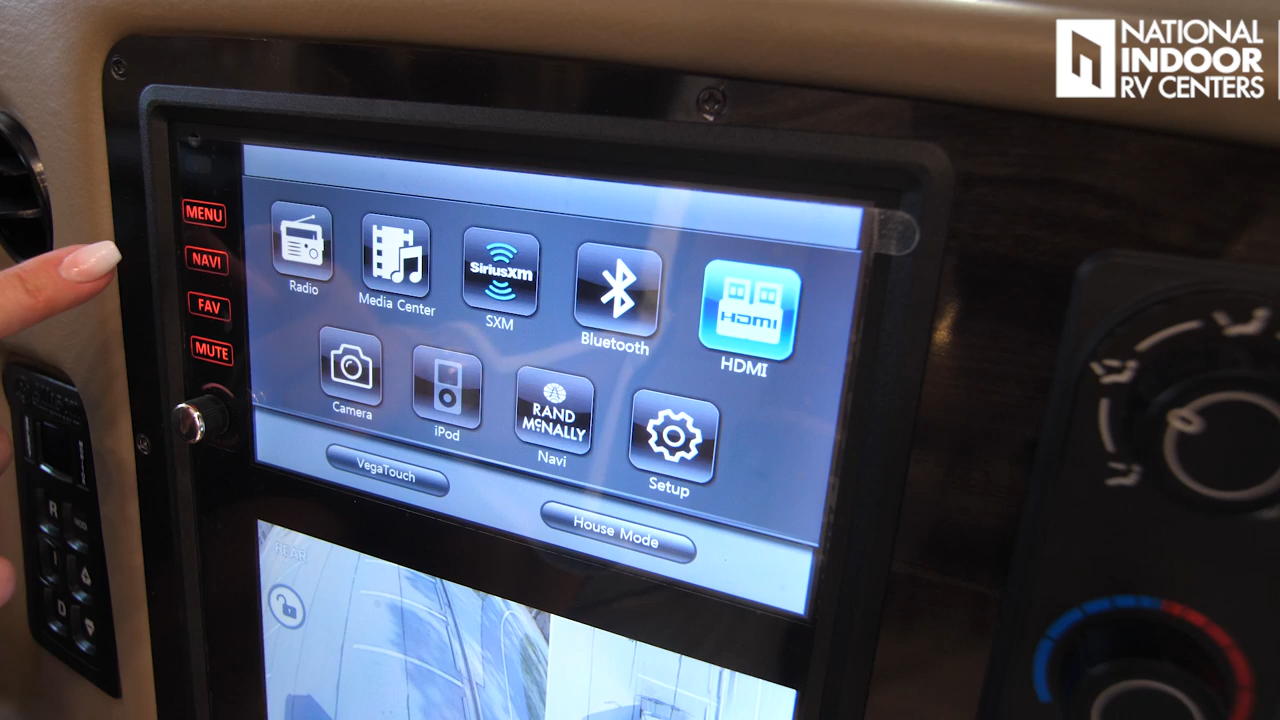 NATIONAL
INDOOR
RV CENTERS
MENU
NAVI
FAV
MUTE
Radio
Media Center
SiriusXM
SXM
Bluetooth
HDMI
HDMI
Camera
iPod
RAND
McNALLY
Navi
Setup
VegaTouch
House Mode
REAR
R
D